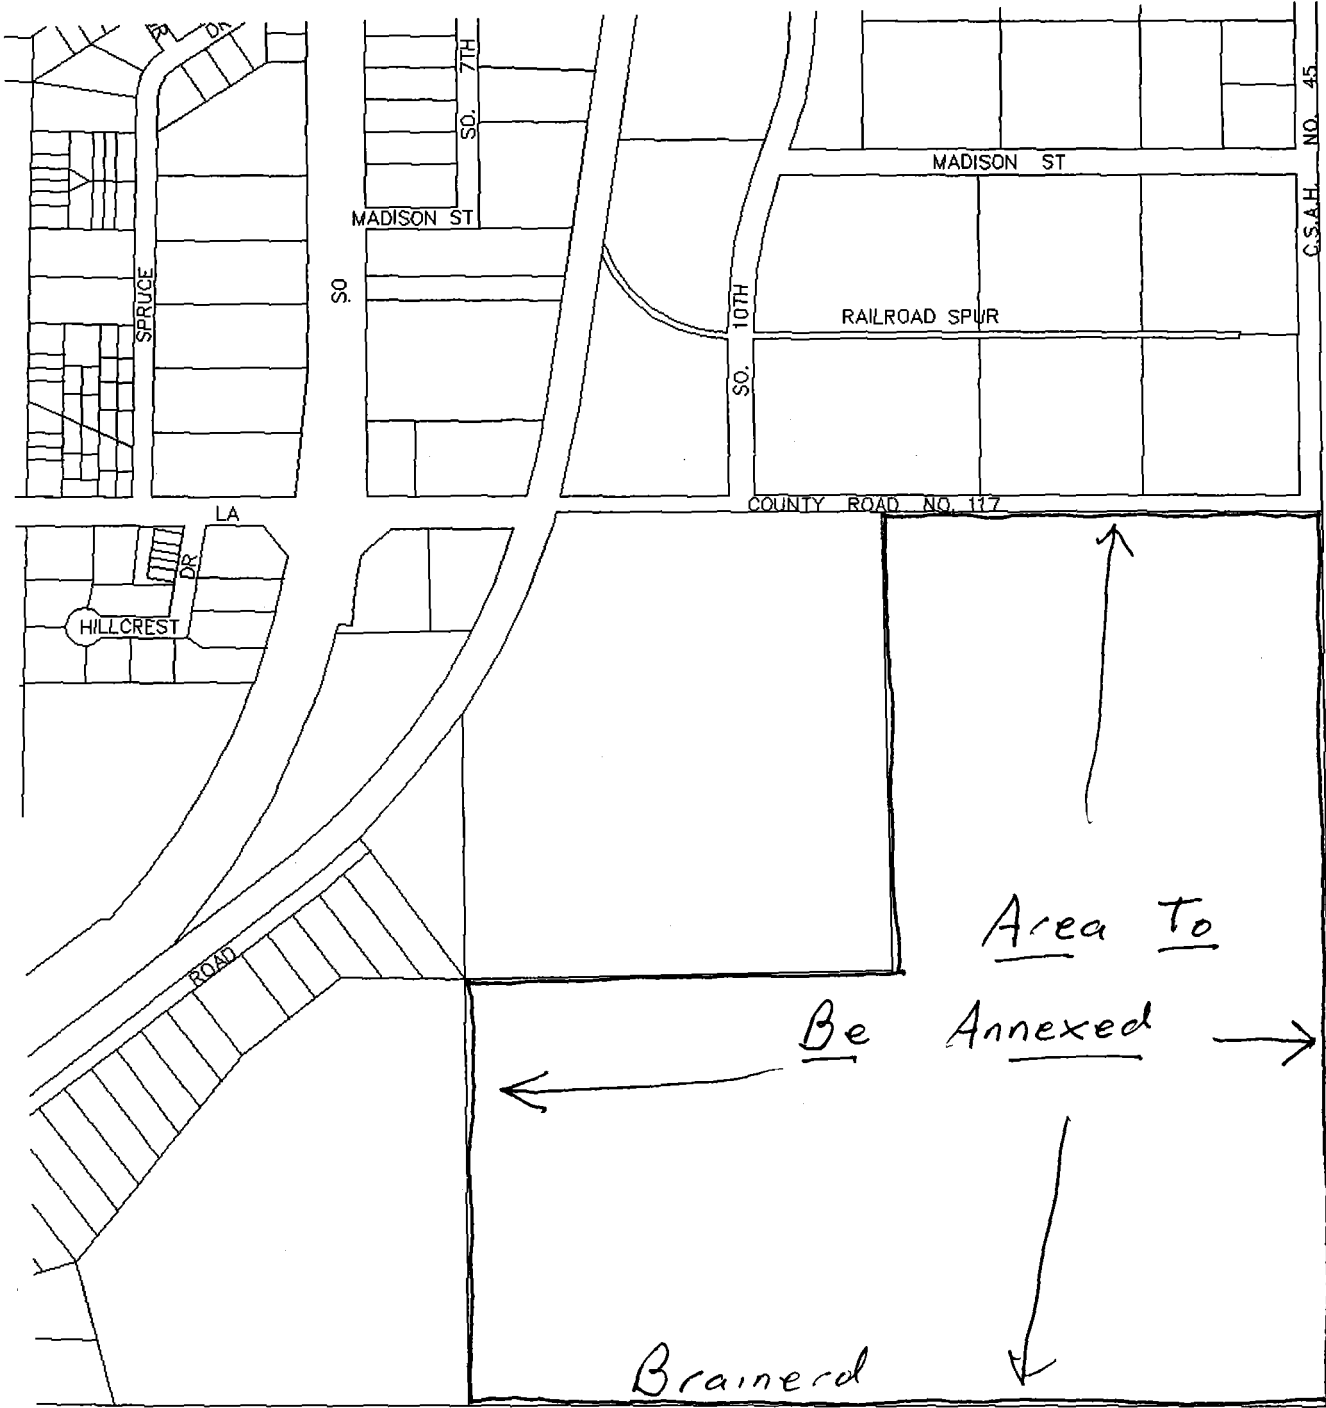 DR
SO. 7TH
C.S.A.H. NO. 45
MADISON ST
MADISON ST
SPRUCE
SO.
SO. 10TH
RAILROAD SPUR
COUNTY ROAD NO. 117
LA
DR
HILLCREST
Area To
Be Annexed
ROAD
Brainerd